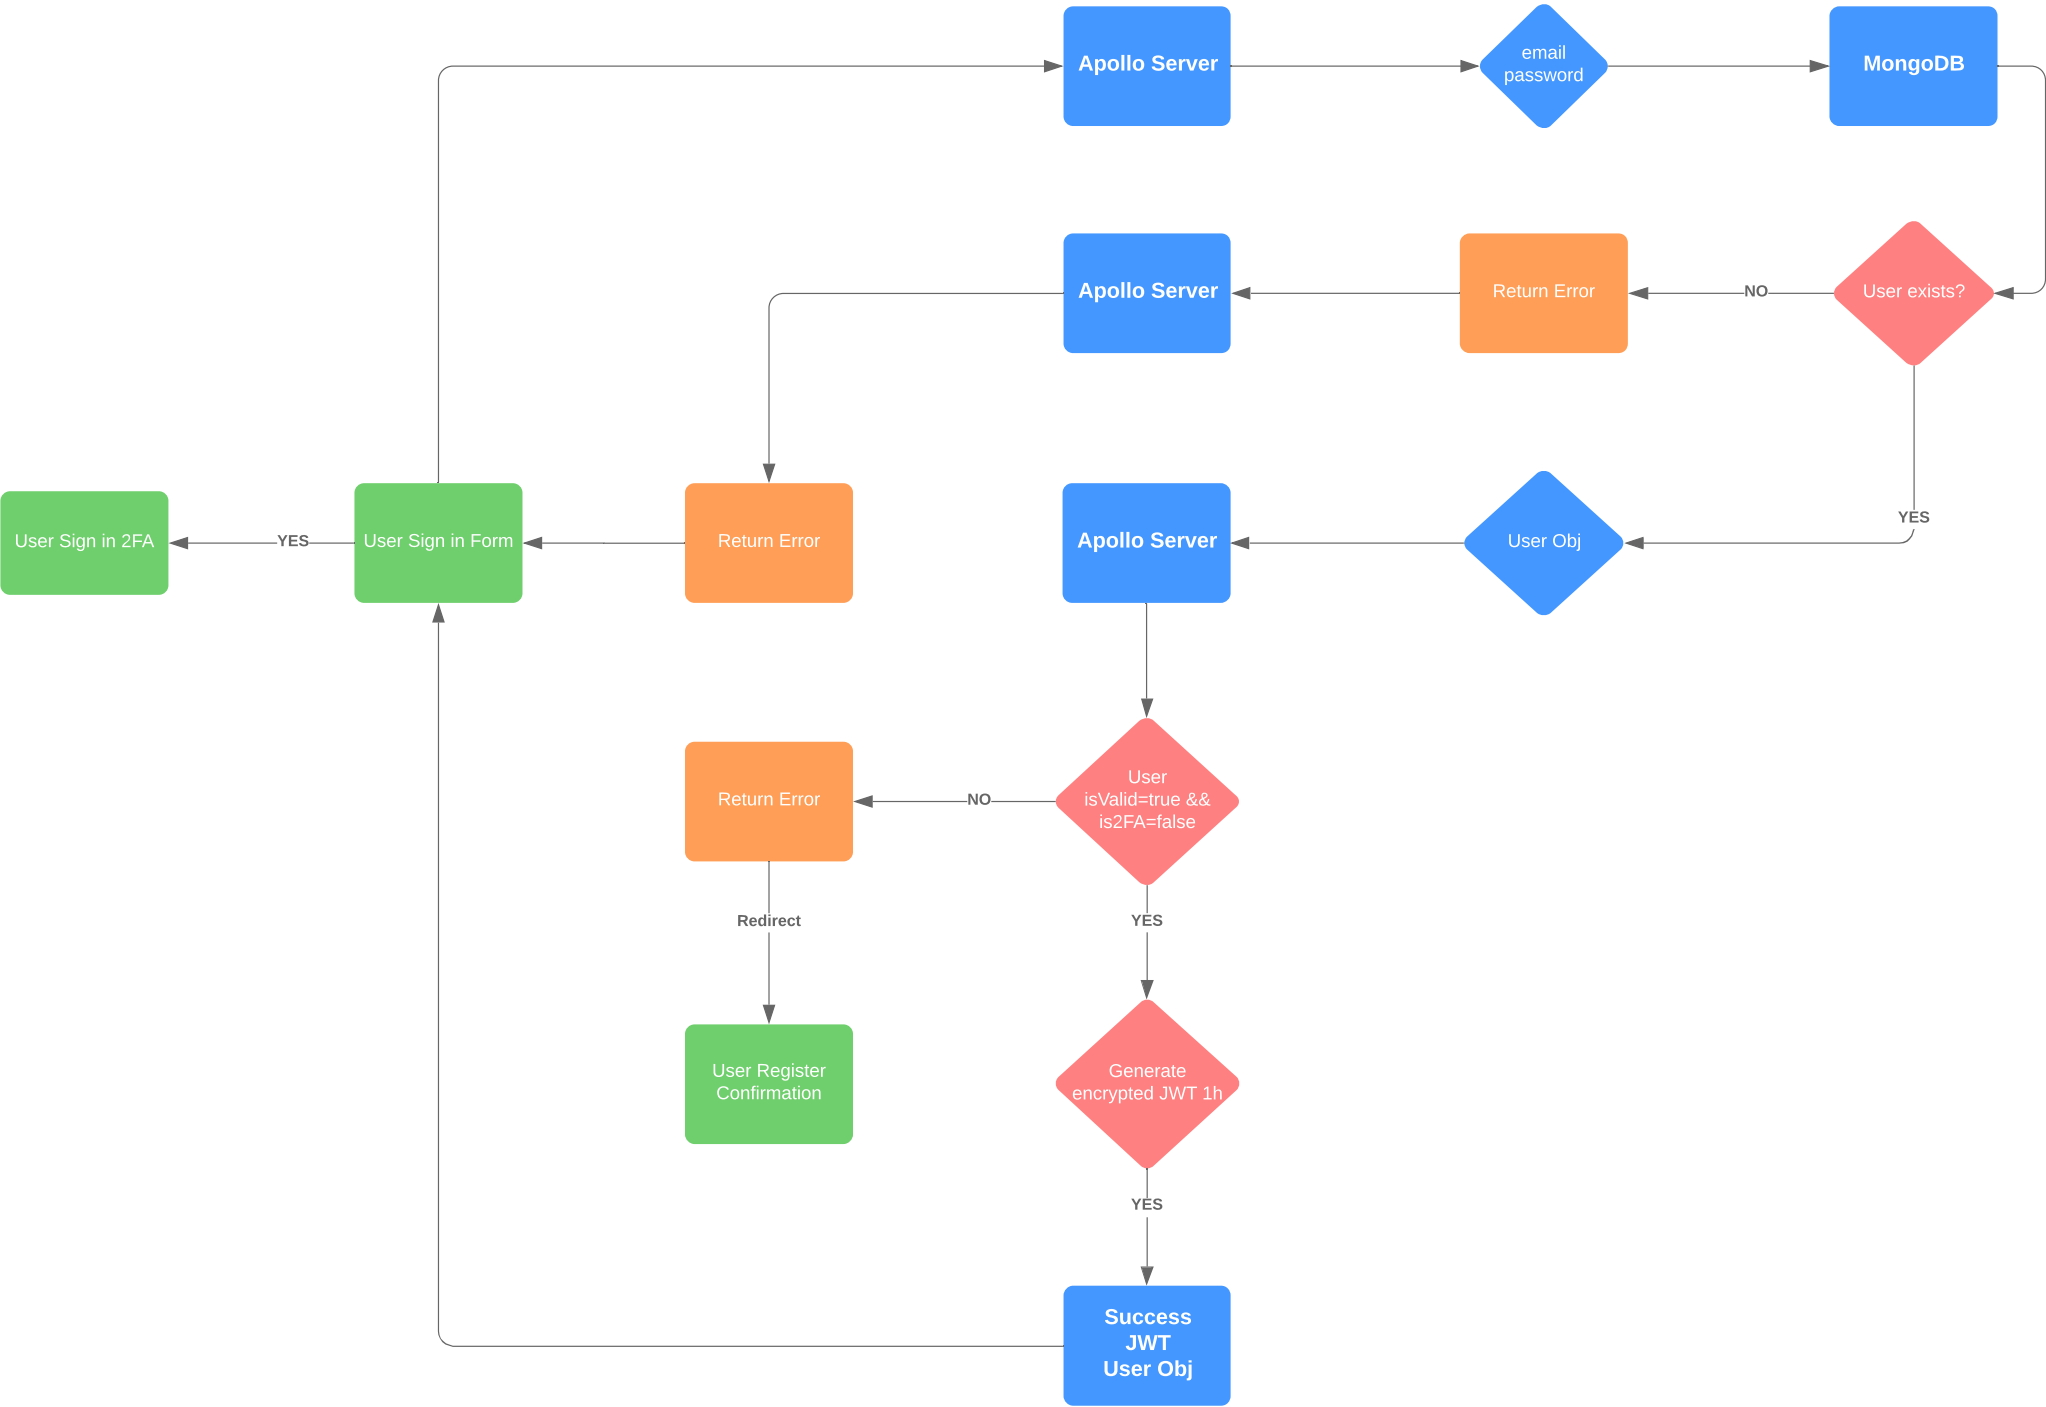 Apollo Server
email
password
MongoDB
Apollo Server
Return Error
NO
User exists?
YES
User Sign in 2FA
YES
User Sign in Form
Return Error
Apollo Server
User Obj
Return Error
NO
User
isValid=true &&
is2FA=false
Redirect
YES
User Register
Confirmation
Generate
encrypted JWT 1h
YES
Success
JWT
User Obj